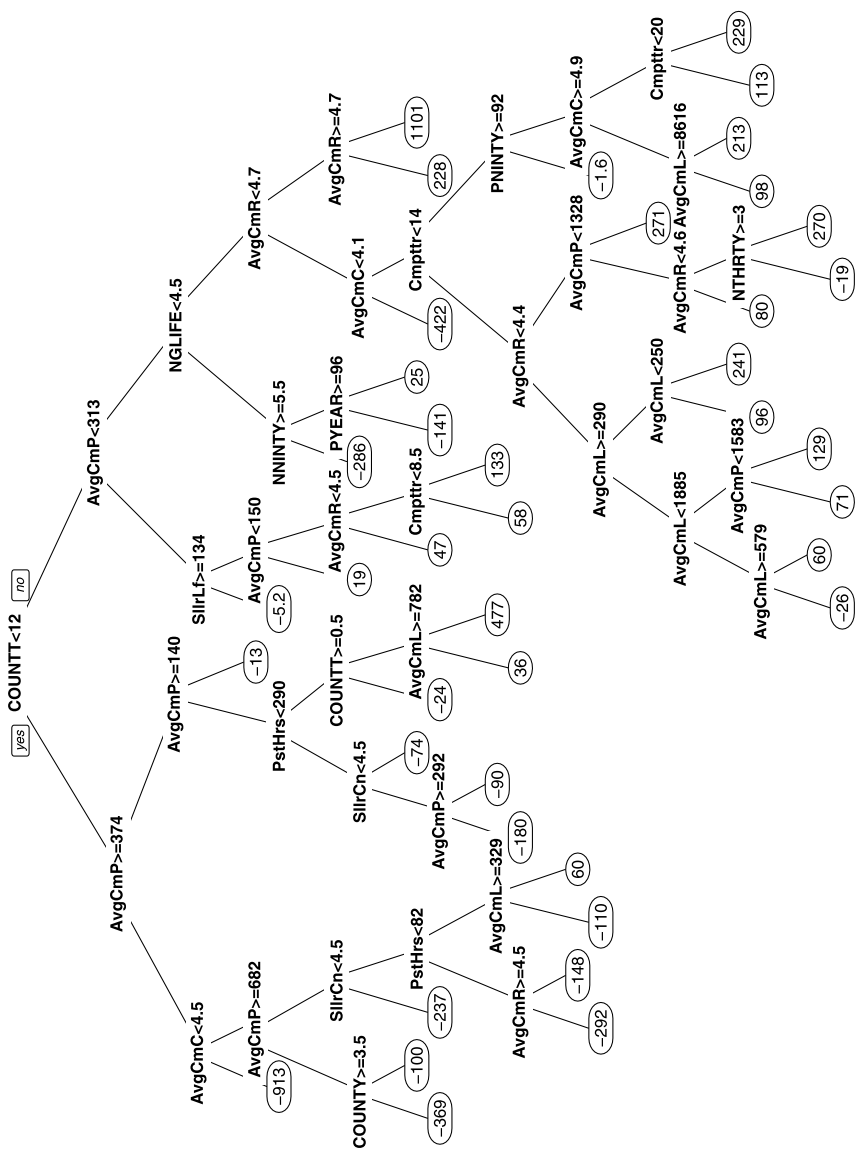 COUNTT<12
yes
no
AvgCmP>=374
AvgCmP<313
AvgCmC<4.5
AvgCmP>=140
SllrLf>=134
NGLIFE<4.5
−913
AvgCmP>=682
PstHrs<290
−13
−5.2
AvgCmP<150
NNINTY>=5.5
AvgCmR<4.7
COUNTY>=3.5
SllrCn<4.5
SllrCn<4.5
COUNTT>=0.5
19
AvgCmR<4.5
−286
PYEAR>=96
AvgCmC<4.1
AvgCmR>=4.7
−369
−100
−237
PstHrs<82
AvgCmP>=292
−74
−24
AvgCmL>=782
47
Cmpttr<8.5
−141
25
−422
Cmpttr<14
228
1101
AvgCmR>=4.5
AvgCmL>=329
−180
−90
36
477
58
133
AvgCmR<4.4
PNINTY>=92
−292
−148
−110
60
AvgCmL>=290
AvgCmP<1328
−1.6
AvgCmC>=4.9
AvgCmL<1885
AvgCmL<250
AvgCmR<4.6
271
AvgCmL>=8616
Cmpttr<20
AvgCmL>=579
AvgCmP<1583
96
241
80
NTHRTY>=3
98
213
113
229
−26
60
71
129
−19
270